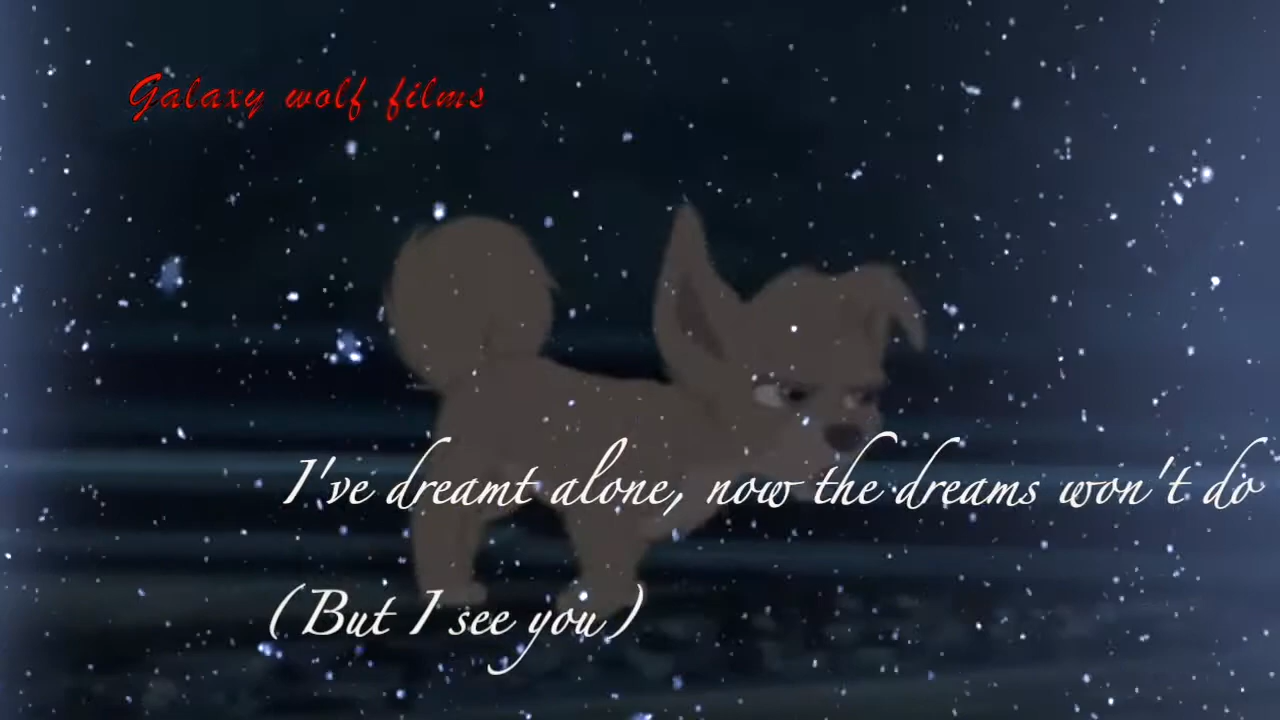 Galaxy wolf films
I've dreamt alone, now the dreams won't do
(But I see you)